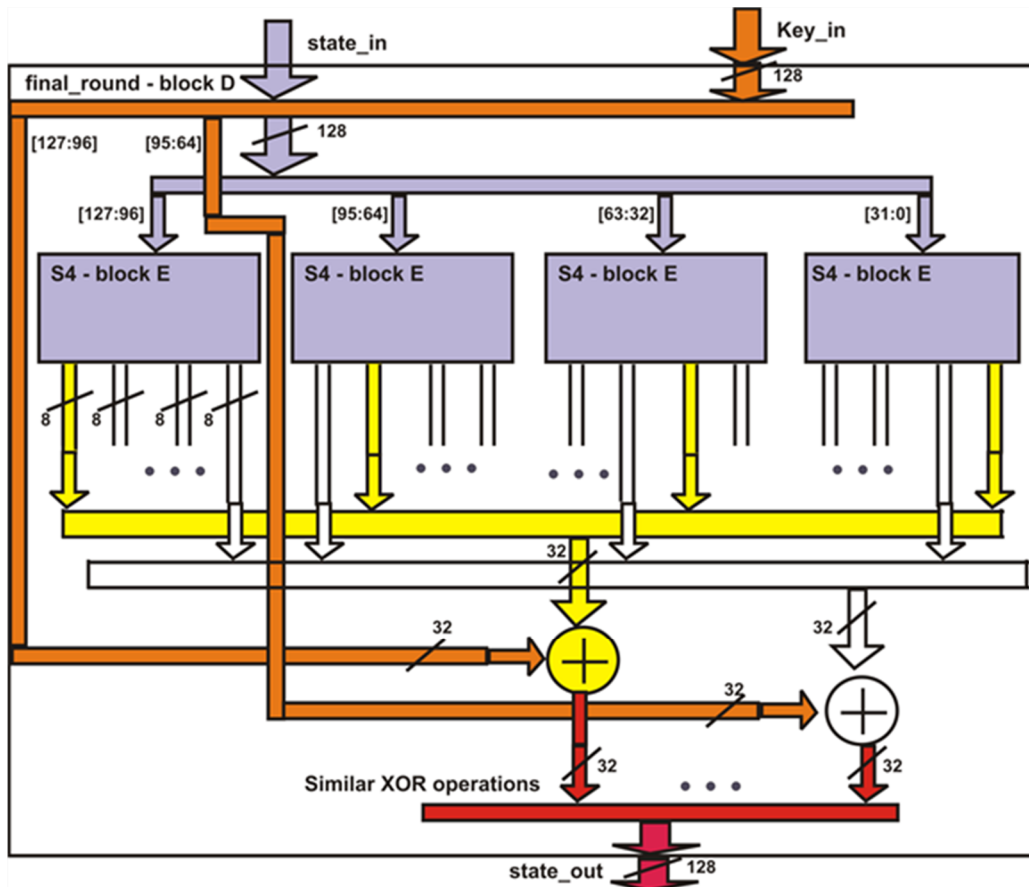 state_in
Key_in
final_round - block D
128
[127:96]
[95:64]
128
[127:96]
[95:64]
[63:32]
[31:0]
S4 - block E
S4 - block E
S4 - block E
S4 - block E
8
8
8
8
32
32
32
32
32
32
Similar XOR operations
state_out
128